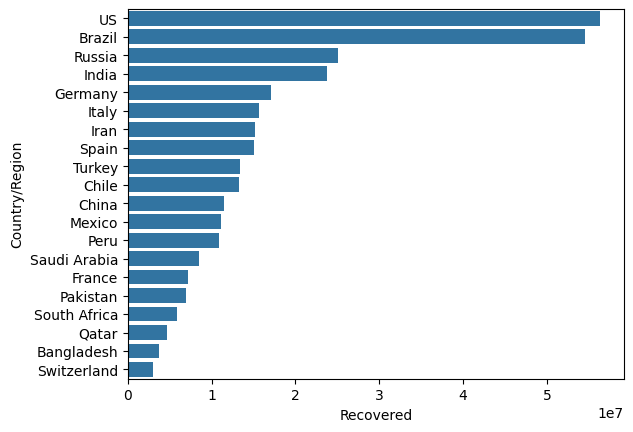 US
Brazil
Russia
India
Germany
Italy
Iran
Spain
Turkey
Chile
China
Mexico
Peru
Saudi Arabia
France
Pakistan
South Africa
Qatar
Bangladesh
Switzerland
Country/Region
0 1 2 3 4 5
1e7
Recovered